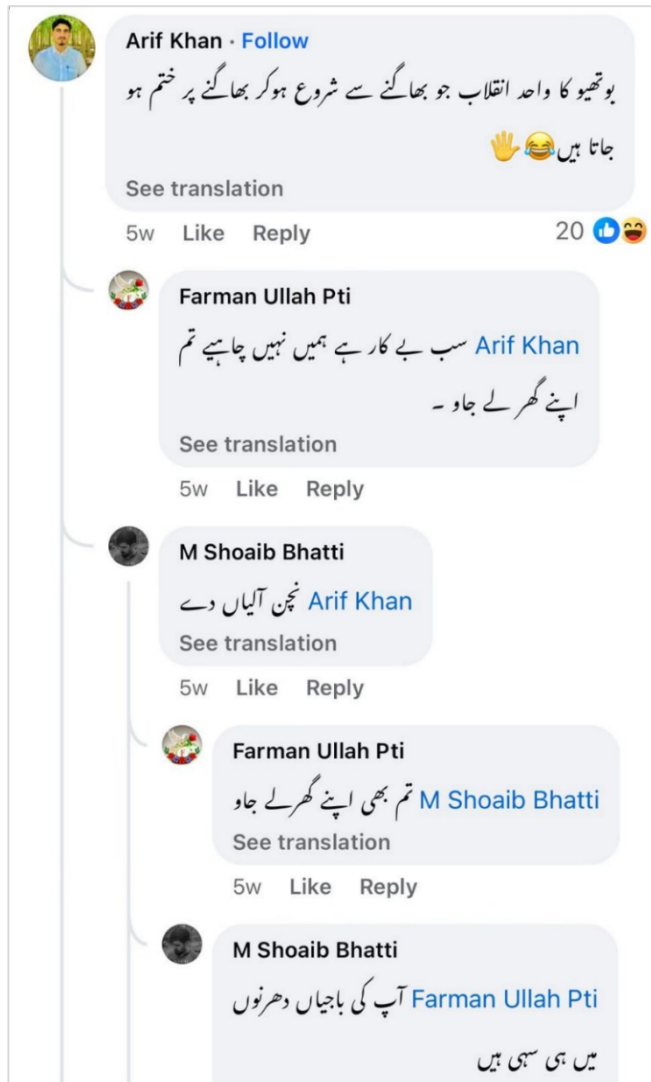 Arif Khan · Follow
یوتھیو کا واحد انقلاب جو بھاگنے سے شروع ہوکر بھاگنے پر ختم ہو
جاتا ہیں😂🖐
See translation
5w Like Reply 20
Farman Ullah Pti
Arif Khan سب بے کار ہے ہمیں نہیں چاہیے تم
اپنے گھر لے جاو ۔
See translation
5w Like Reply
M Shoaib Bhatti
Arif Khan نچن آلیاں دے
See translation
5w Like Reply
Farman Ullah Pti
M Shoaib Bhatti تم بھی اپنے گھرلے جاو
See translation
5w Like Reply
M Shoaib Bhatti
Farman Ullah Pti آپ کی باجیاں دھرنوں
میں ہی سہی ہیں